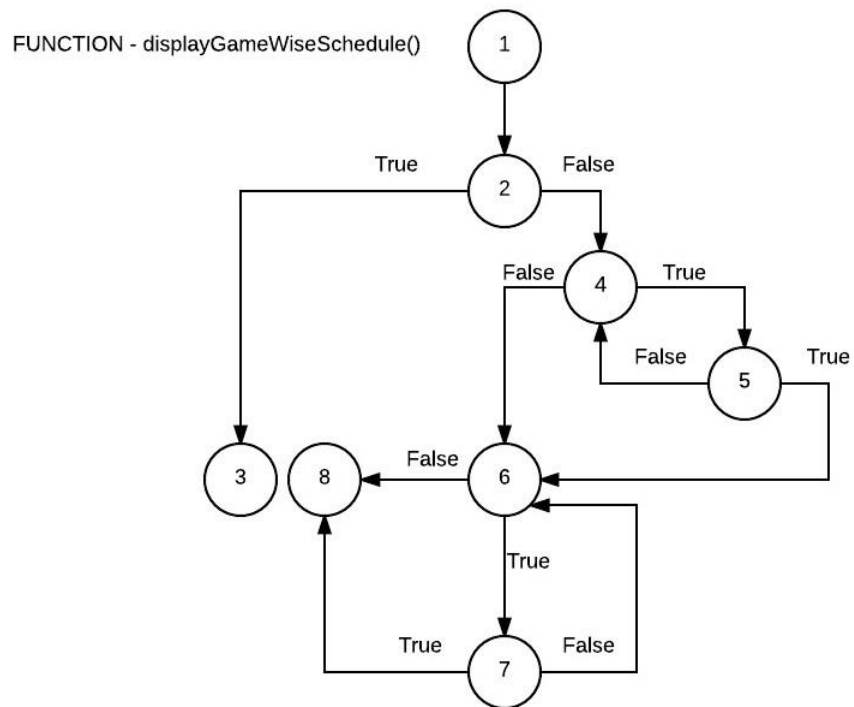 FUNCTION - displayGameWiseSchedule()
1
True
2
False
False
4
True
False
5
True
3
8
False
6
True
True
7
False